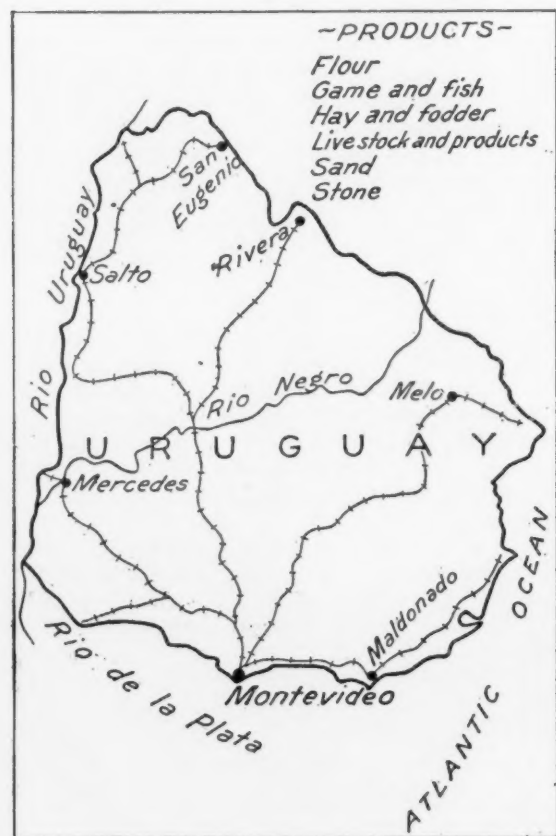 ~PRODUCTS~
Flour
Game and fish
Hay and fodder
Live stock and products
Sand
Stone
San
Eugenio
Uruguay
Rivera
Salto
Rio
Rio Negro
Melo
URUGUAY
Mercedes
OCEAN
Maldonado
Rio de la Plata
Montevideo
ATLANTIC